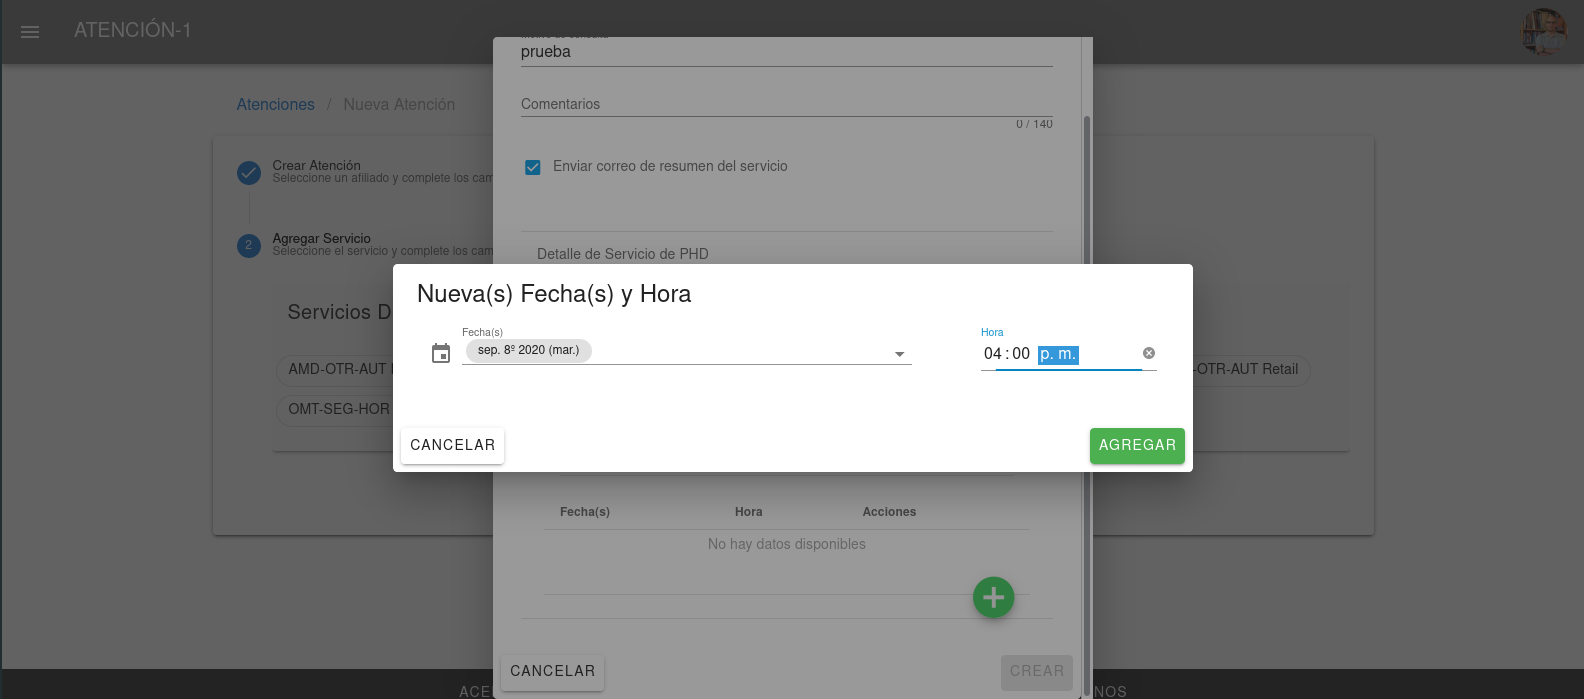 ATENCIÓN-1
prueba
Comentarios
0 / 140
Atenciones / Nueva Atención
Enviar correo de resumen del servicio
Crear Atención
Seleccione un afiliado y complete los cam
2
Agregar Servicio
Seleccione el servicio y complete los cam
Detalle de Servicio de PHD
Servicios D
AMD-OTR-AUT
-OTR-AUT Retail
OMT-SEG-HOR
Nueva(s) Fecha(s) y Hora
Fecha(s)
sep. 8º 2020 (mar.)
Hora
04 : 00 p. m.
CANCELAR
AGREGAR
Fecha(s) Hora Acciones
No hay datos disponibles
CANCELAR
CREAR
NOS